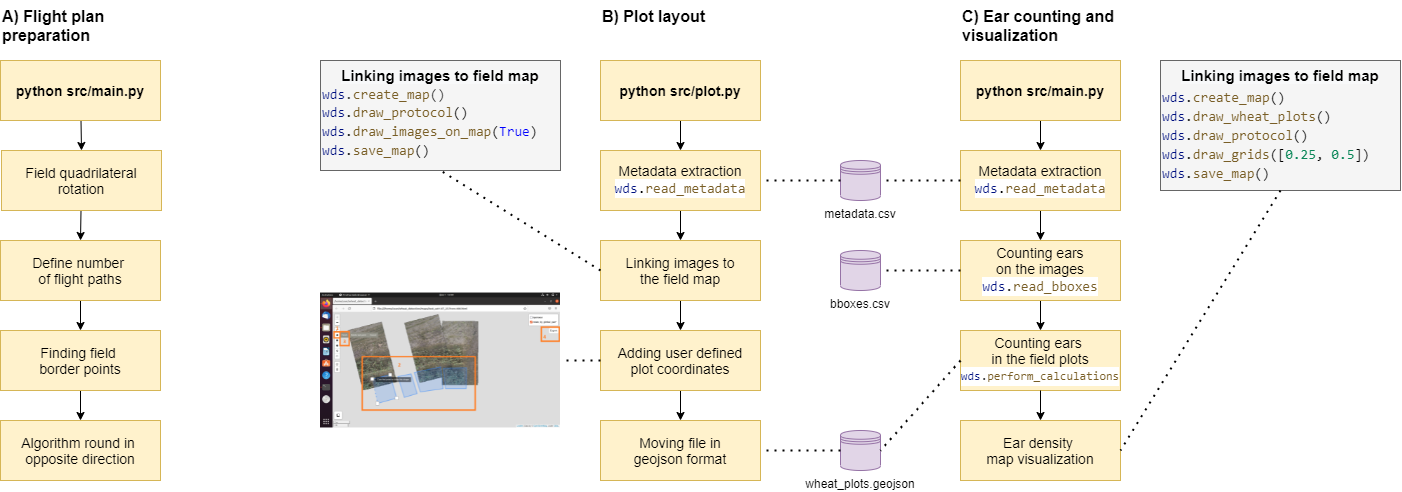 A) Flight plan
preparation
python src/main.py
Field quadrilateral
rotation
Define number
of flight paths
Finding field
border points
Algorithm round in
opposite direction
B) Plot layout
Linking images to field map
wds.create_map()
wds.draw_protocol()
wds.draw_images_on_map(True)
wds.save_map()
python src/plot.py
Metadata extraction
wds.read_metadata
Linking images to
the field map
Adding user defined
plot coordinates
Moving file in
geojson format
metadata.csv
bboxes.csv
wheat_plots.geojson
C) Ear counting and
visualization
python src/main.py
Metadata extraction
wds.read_metadata
Counting ears
on the images
wds.read_bboxes
Counting ears
in the field plots
wds.perform_calculations
Ear density
map visualization
Linking images to field map
wds.create_map()
wds.draw_wheat_plots()
wds.draw_protocol()
wds.draw_grids([0.25, 0.5])
wds.save_map()